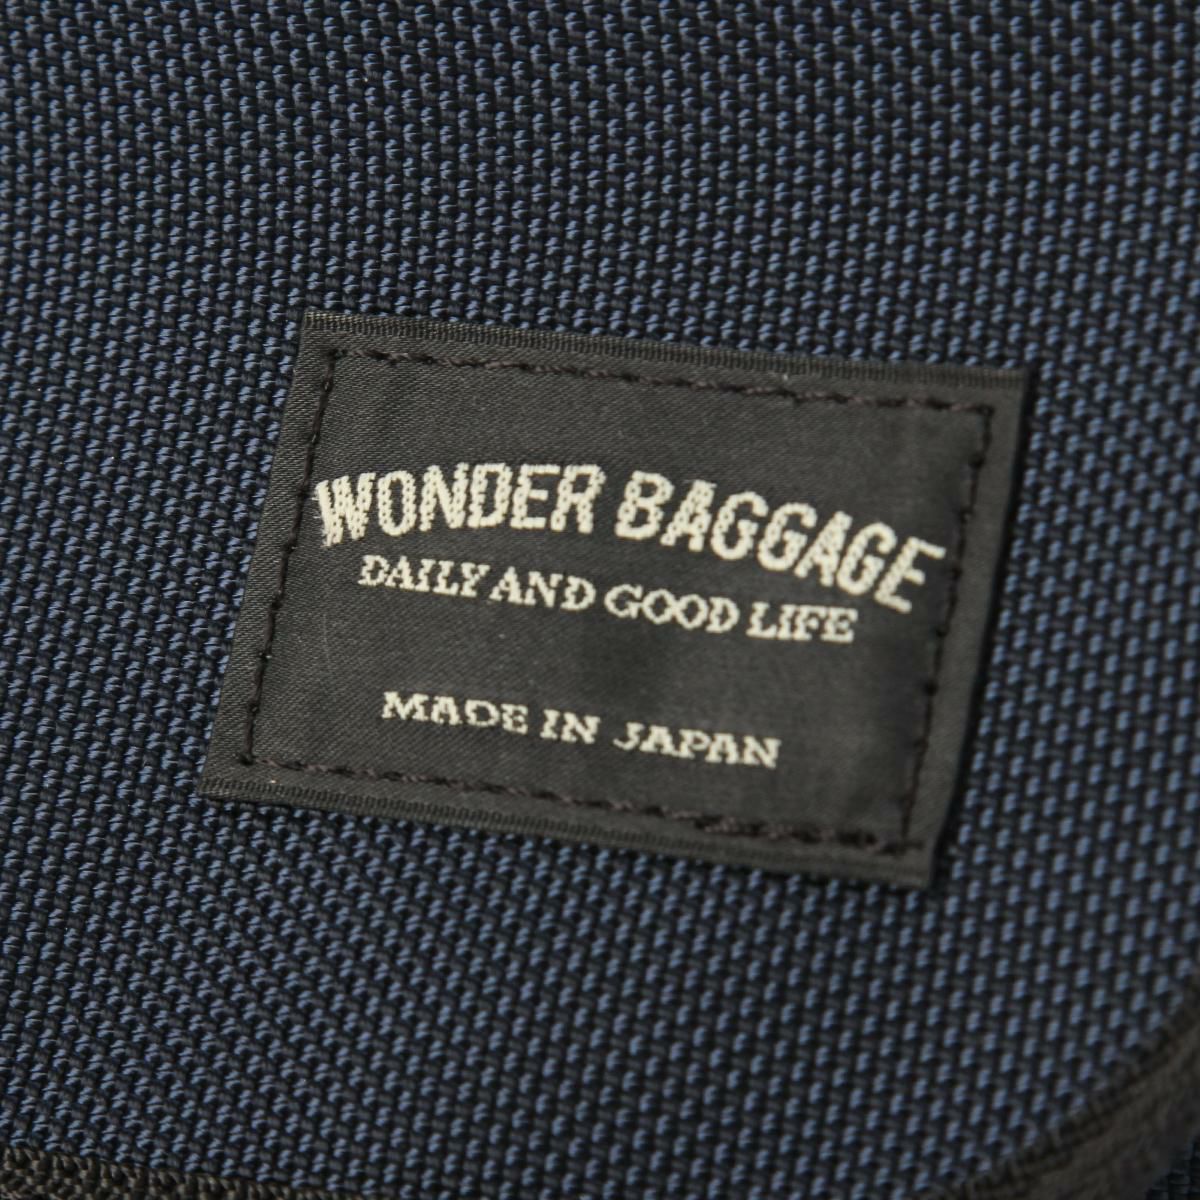 WONDER BAGGAGE
DAILY AND GOOD LIFE
MADE IN JAPAN